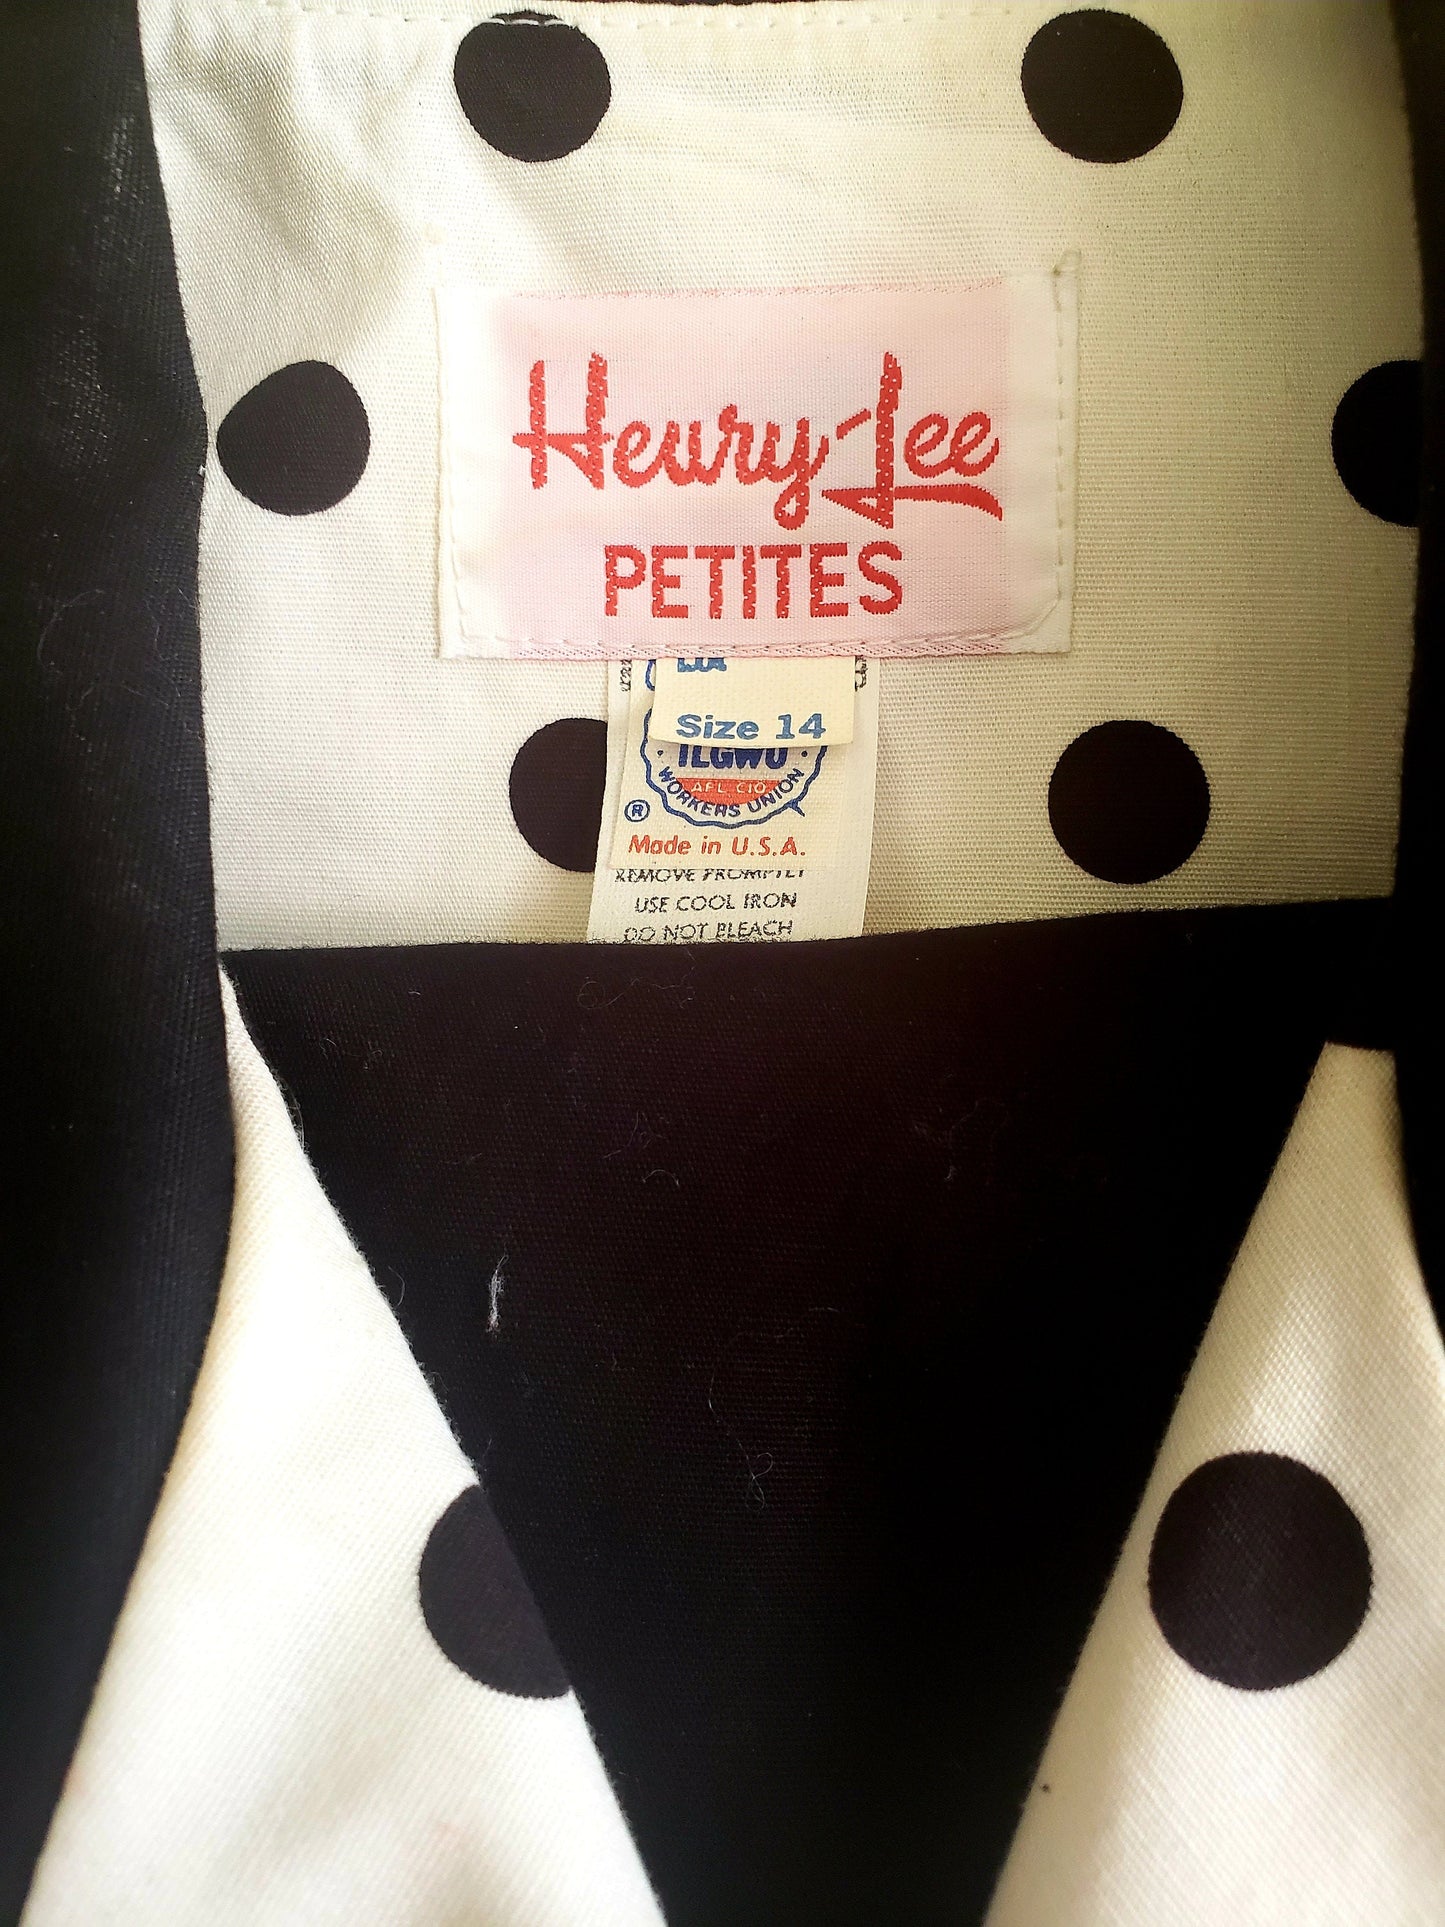 Henry-Lee
PETITES
Size 14
ILGWU
AFL CIO
WORKERS UNION
®
Made in U.S.A.
REMOVE PROMPTLY
USE COOL IRON
DO NOT BLEACH